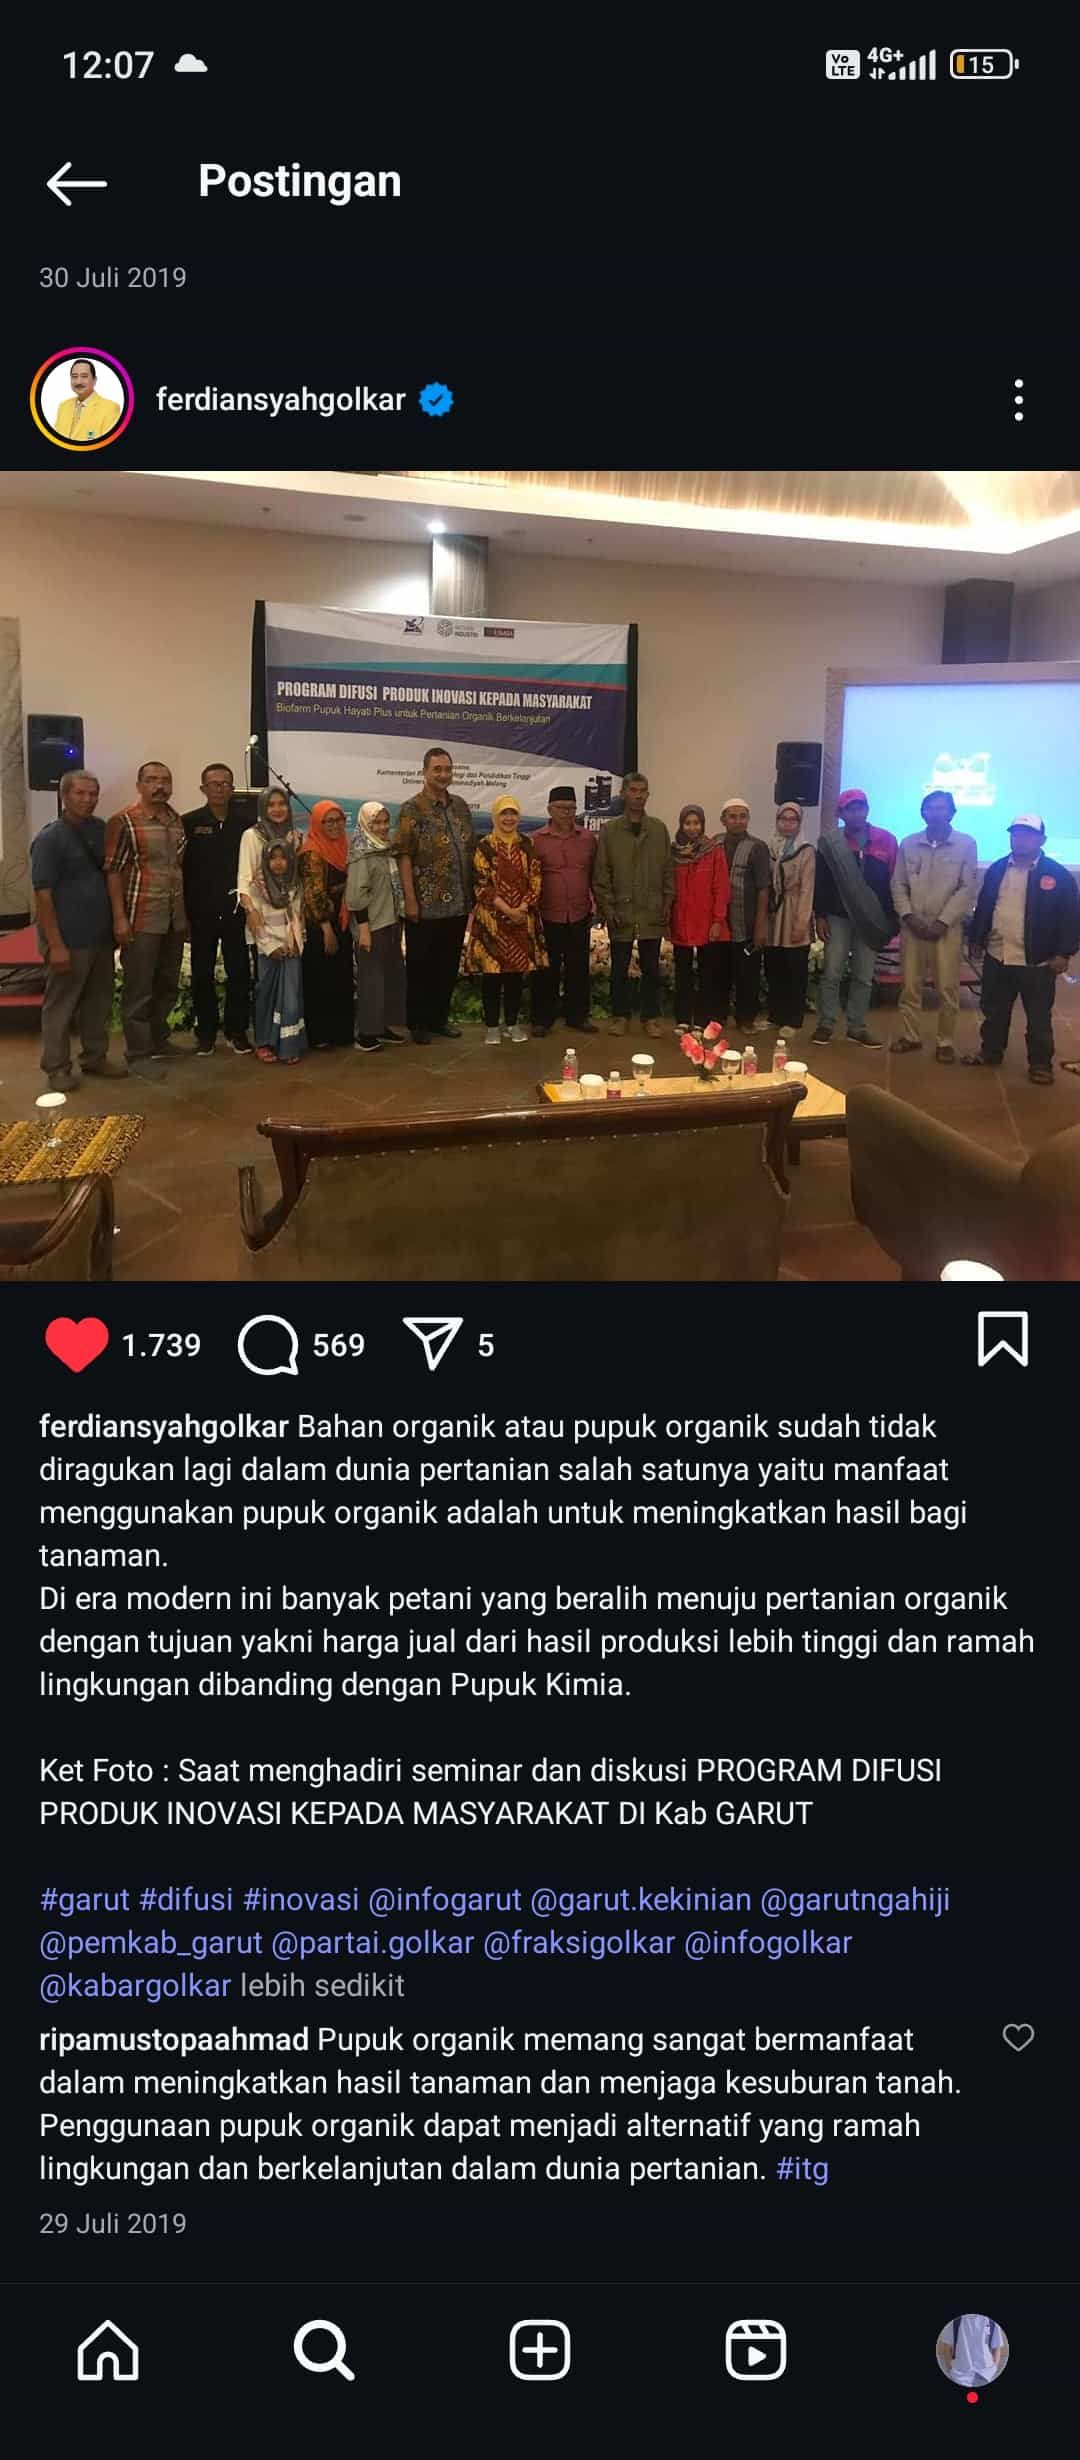 12:07
Vo LTE 4G+ 15
Postingan
30 Juli 2019
ferdiansyahgolkar
PROGRAM DIFUSI PRODUK INOVASI KEPADA MASYARAKAT
Biofarm Pupuk Hayati Plus untuk Pertanian Organik Berkelanjutan
1.739 569 5
ferdiansyahgolkar Bahan organik atau pupuk organik sudah tidak
diragukan lagi dalam dunia pertanian salah satunya yaitu manfaat
menggunakan pupuk organik adalah untuk meningkatkan hasil bagi
tanaman.
Di era modern ini banyak petani yang beralih menuju pertanian organik
dengan tujuan yakni harga jual dari hasil produksi lebih tinggi dan ramah
lingkungan dibanding dengan Pupuk Kimia.
Ket Foto : Saat menghadiri seminar dan diskusi PROGRAM DIFUSI
PRODUK INOVASI KEPADA MASYARAKAT DI Kab GARUT
#garut #difusi #inovasi @infogarut @garut.kekinian @garutngahiji
@pemkab_garut @partai.golkar @fraksigolkar @infogolkar
@kabargolkar lebih sedikit
ripamustopaahmad Pupuk organik memang sangat bermanfaat
dalam meningkatkan hasil tanaman dan menjaga kesuburan tanah.
Penggunaan pupuk organik dapat menjadi alternatif yang ramah
lingkungan dan berkelanjutan dalam dunia pertanian. #itg
29 Juli 2019